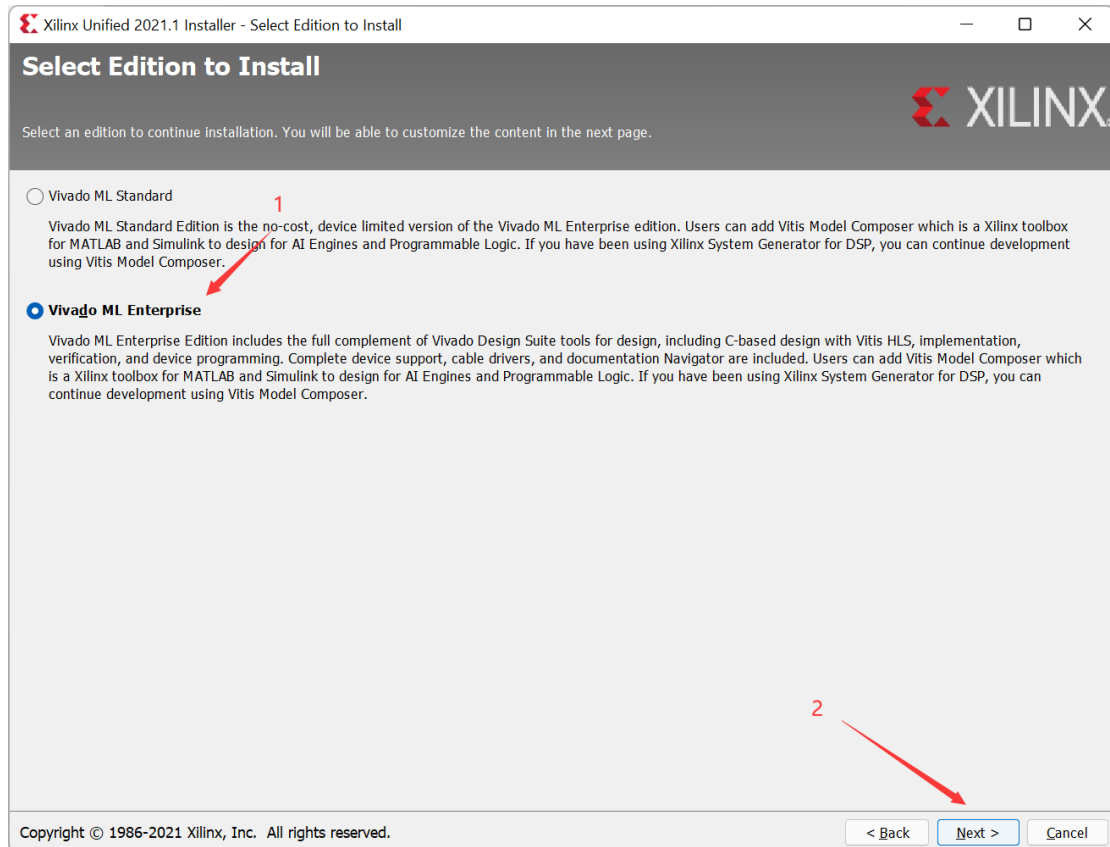 Xilinx Unified 2021.1 Installer - Select Edition to Install
Select Edition to Install
XILINX.
Select an edition to continue installation. You will be able to customize the content in the next page.
Vivado ML Standard
1
Vivado ML Standard Edition is the no-cost, device limited version of the Vivado ML Enterprise edition. Users can add Vitis Model Composer which is a Xilinx toolbox
for MATLAB and Simulink to design for AI Engines and Programmable Logic. If you have been using Xilinx System Generator for DSP, you can continue development
using Vitis Model Composer.
Vivado ML Enterprise
Vivado ML Enterprise Edition includes the full complement of Vivado Design Suite tools for design, including C-based design with Vitis HLS, implementation,
verification, and device programming. Complete device support, cable drivers, and documentation Navigator are included. Users can add Vitis Model Composer which
is a Xilinx toolbox for MATLAB and Simulink to design for AI Engines and Programmable Logic. If you have been using Xilinx System Generator for DSP, you can
continue development using Vitis Model Composer.
2
Copyright © 1986-2021 Xilinx, Inc. All rights reserved.
< Back Next > Cancel